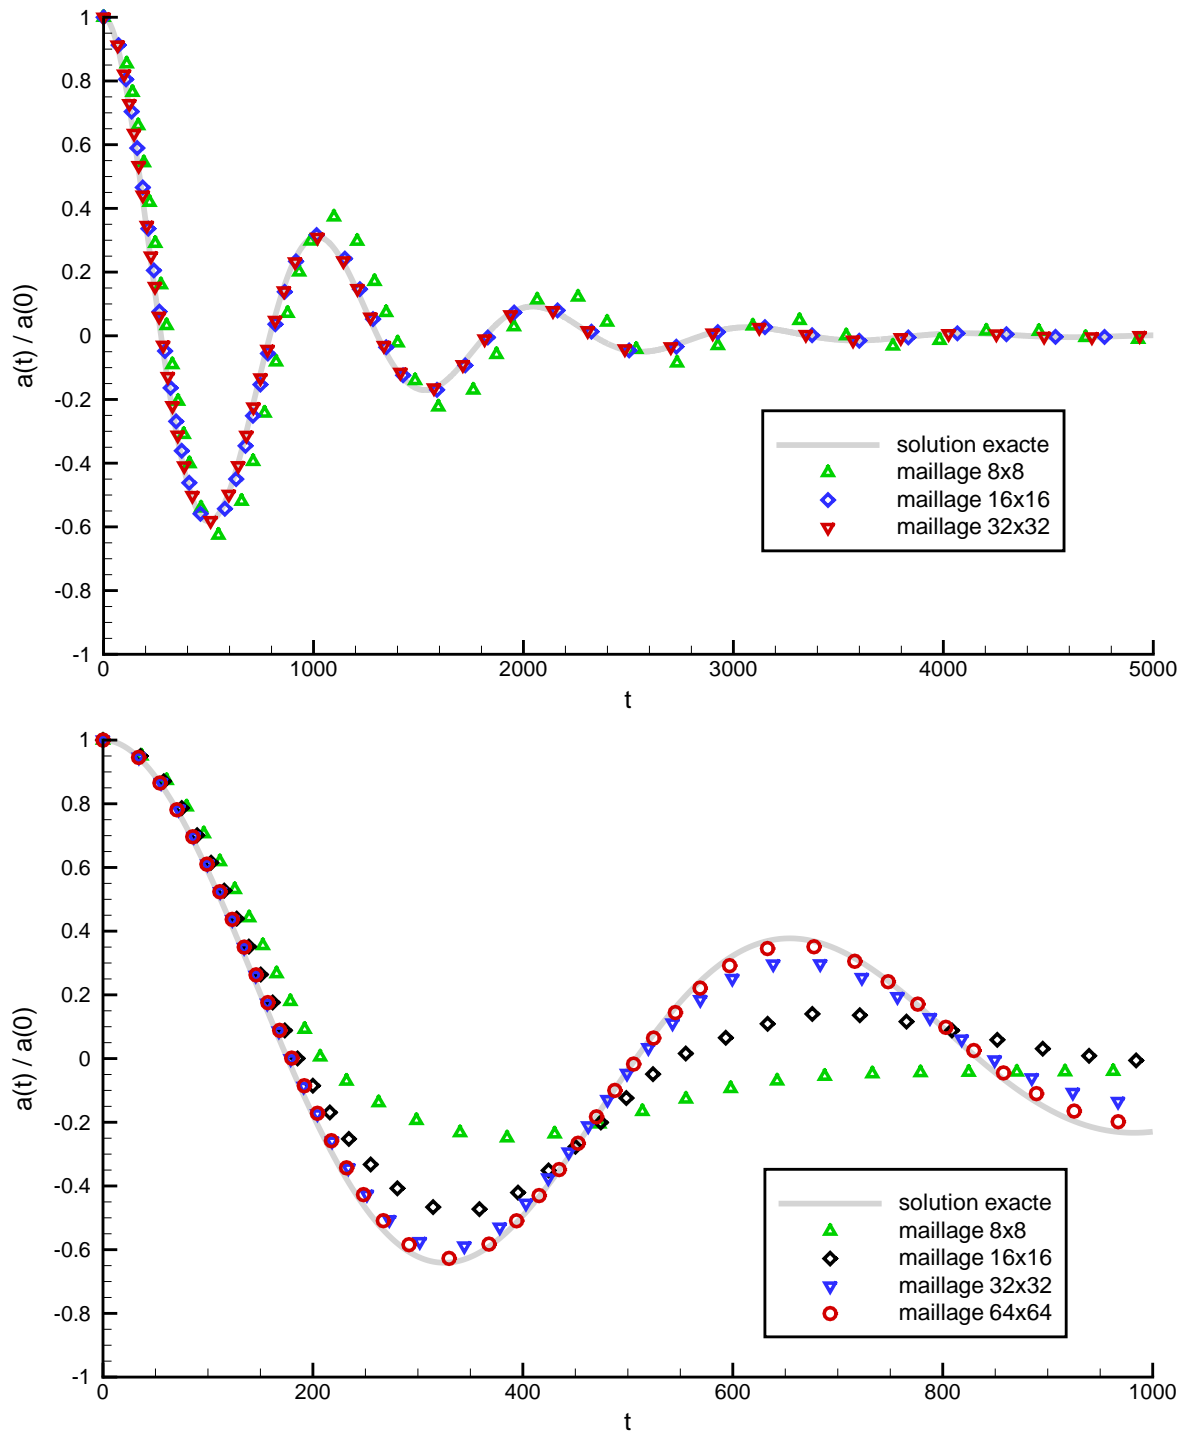 a(t) / a(0)
1
0.8
0.6
0.4
0.2
0
-0.2
-0.4
-0.6
-0.8
-1
0
1000
2000
3000
4000
5000
t
solution exacte
maillage 8x8
maillage 16x16
maillage 32x32
a(t) / a(0)
1
0.8
0.6
0.4
0.2
0
-0.2
-0.4
-0.6
-0.8
-1
0
200
400
600
800
1000
t
solution exacte
maillage 8x8
maillage 16x16
maillage 32x32
maillage 64x64